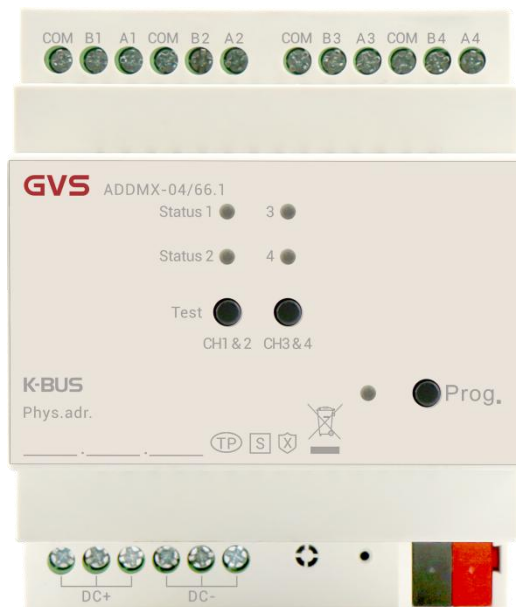 COM B1 A1 COM B2 A2 COM B3 A3 COM B4 A4
GVS ADDMX-04/66.1
Status 1 3
Status 2 4
Test
CH1 & 2 CH3 & 4
K-BUS
Prog.
Phys.adr.
TP S X
DC+ DC-